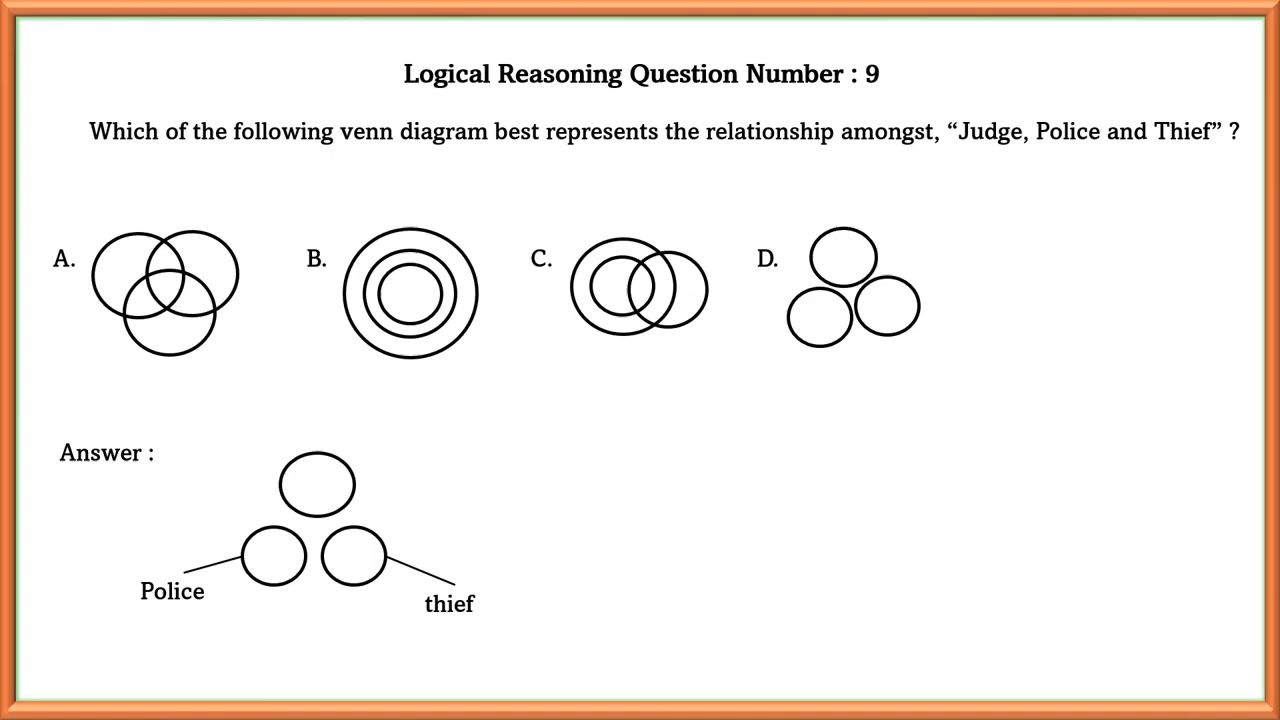 Logical Reasoning Question Number : 9
Which of the following venn diagram best represents the relationship amongst, “Judge, Police and Thief” ?
A.
B.
C.
D.
Answer :
Police
thief